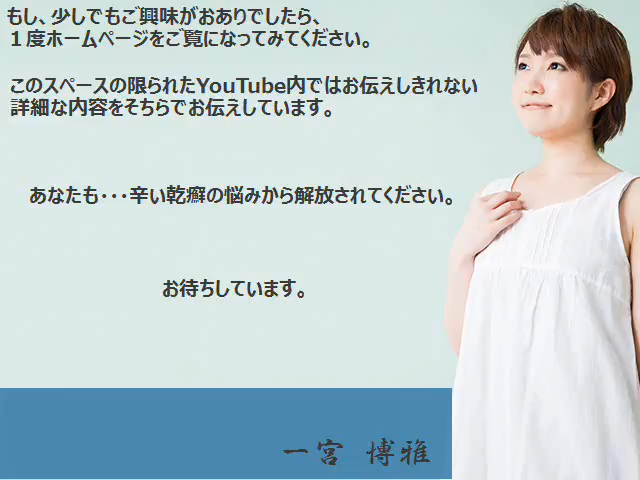 もし、少しでもご興味がおありでしたら、
１度ホームページをご覧になってみてください。
このスペースの限られたYouTube内ではお伝えしきれない
詳細な内容をそちらでお伝えしています。
あなたも・・・辛い乾癬の悩みから解放されてください。
お待ちしています。
一宮 博雅